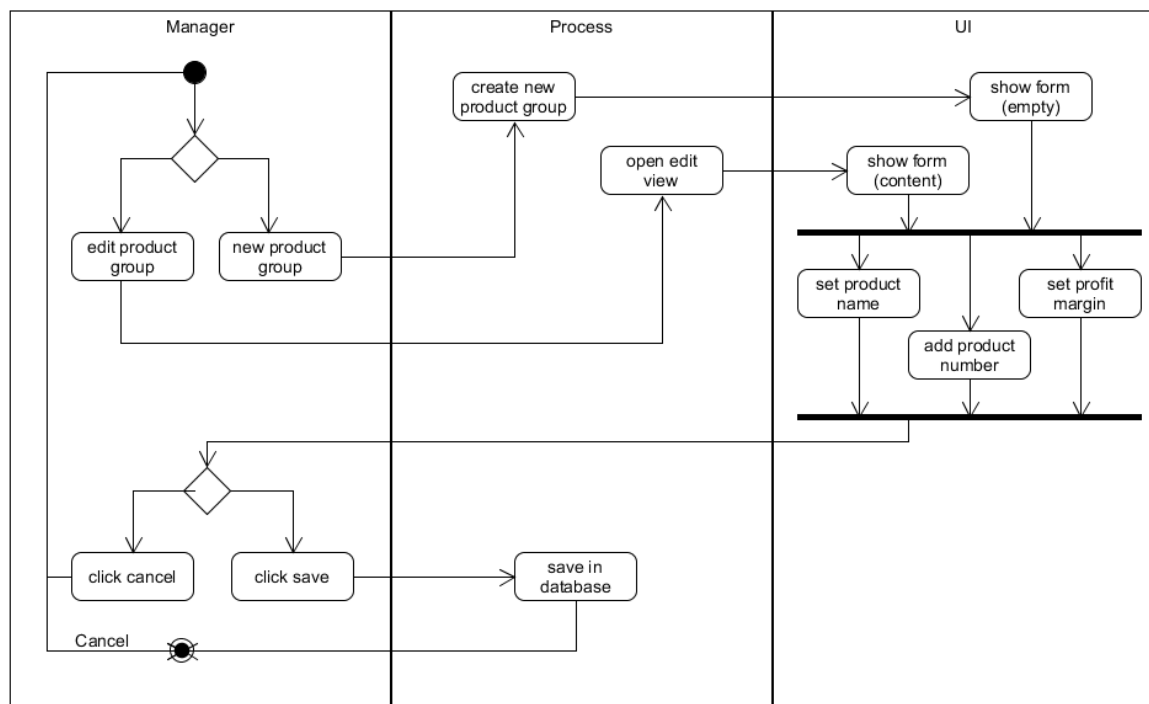 Manager
Process
UI
create new
product group
show form
(empty)
open edit
view
show form
(content)
edit product
group
new product
group
set product
name
set profit
margin
add product
number
click cancel
click save
save in
database
Cancel